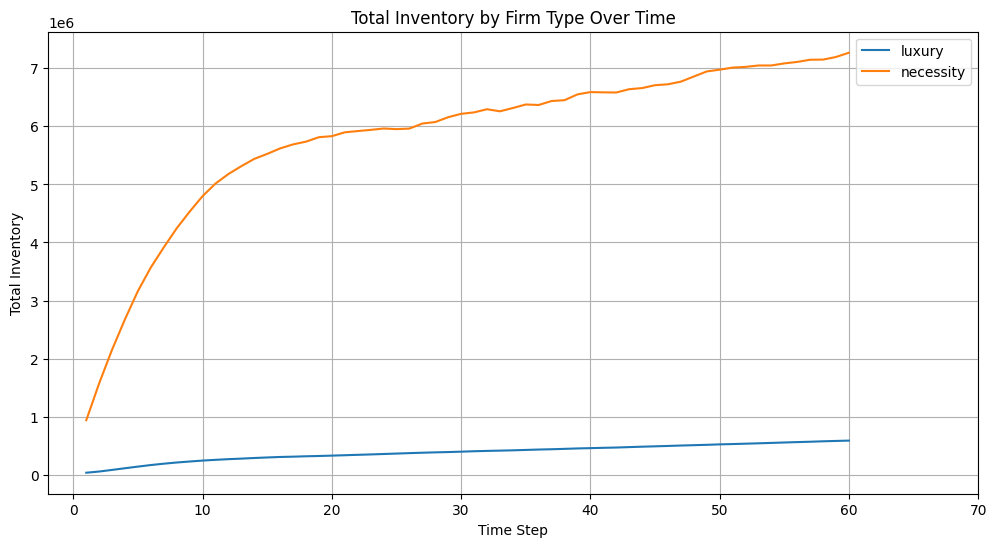 Total Inventory by Firm Type Over Time
1e6
luxury
necessity
7
6
5
4
3
2
1
0
Total Inventory
0 10 20 30 40 50 60 70
Time Step